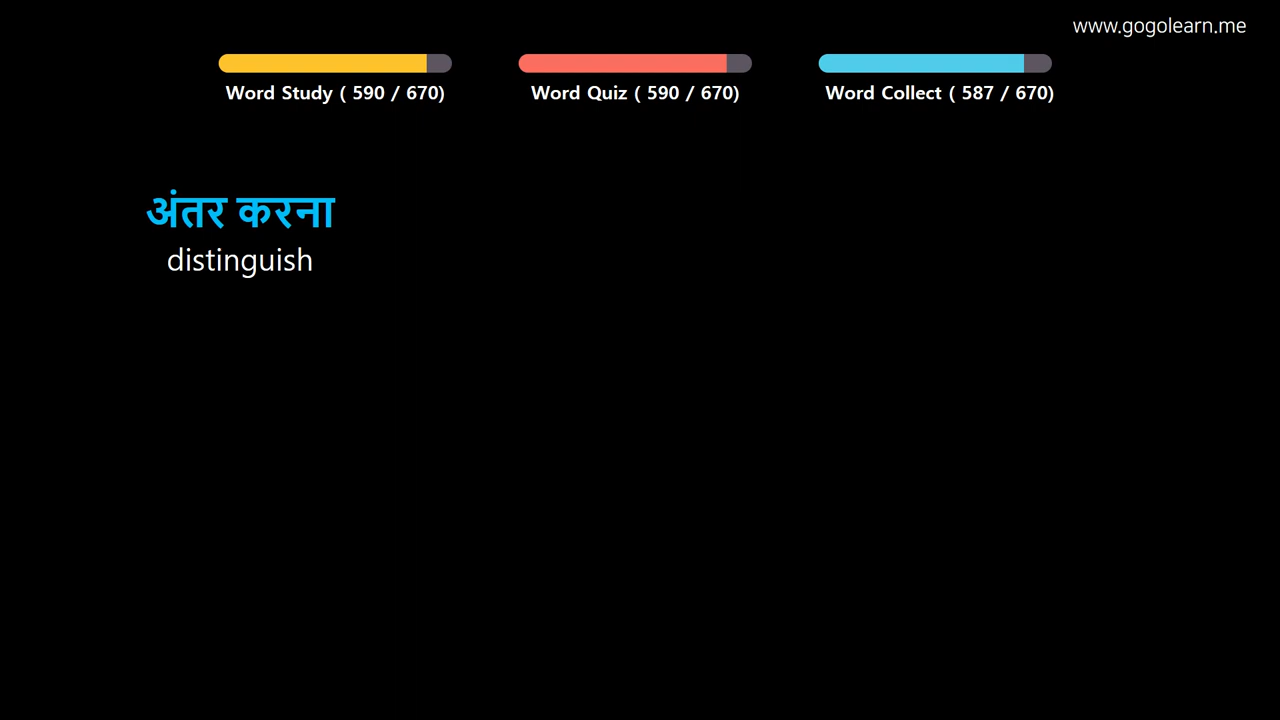 www.gogolearn.me
Word Study ( 590 / 670)
Word Quiz ( 590 / 670)
Word Collect ( 587 / 670)
अंतर करना
distinguish